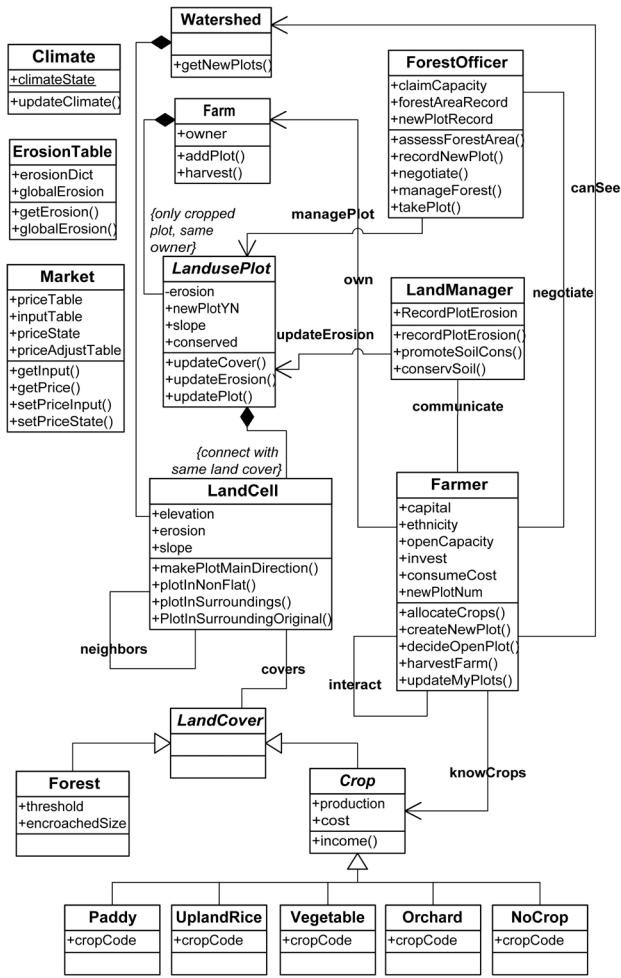 Watershed
+getNewPlots()
Climate
+climateState
+updateClimate()
ForestOfficer
+claimCapacity
+forestAreaRecord
+newPlotRecord
+assessForestArea()
+recordNewPlot()
+negotiate()
+manageForest()
+takePlot()
Farm
+owner
+addPlot()
+harvest()
ErosionTable
+erosionDict
+globalErosion
+getErosion()
+globalErosion()
canSee
{only cropped
plot, same
owner}
managePlot
LandusePlot
-erosion
+newPlotYN
+slope
+conserved
+updateCover()
+updateErosion()
+updatePlot()
Market
+priceTable
+inputTable
+priceState
+priceAdjustTable
+getInput()
+getPrice()
+setPriceInput()
+setPriceState()
own
negotiate
LandManager
+RecordPlotErosion
+recordPlotErosion()
+promoteSoilCons()
+conservSoil()
updateErosion
communicate
{connect with
same land cover}
LandCell
+elevation
+erosion
+slope
+makePlotMainDirection()
+plotInNonFlat()
+plotInSurroundings()
+PlotInSurroundingOriginal()
Farmer
+capital
+ethnicity
+openCapacity
+invest
+consumeCost
+newPlotNum
+allocateCrops()
+createNewPlot()
+decideOpenPlot()
+harvestFarm()
+updateMyPlots()
neighbors
covers
interact
LandCover
Forest
+threshold
+encroachedSize
knowCrops
Crop
+production
+cost
+income()
Paddy
+cropCode
UplandRice
+cropCode
Vegetable
+cropCode
Orchard
+cropCode
NoCrop
+cropCode